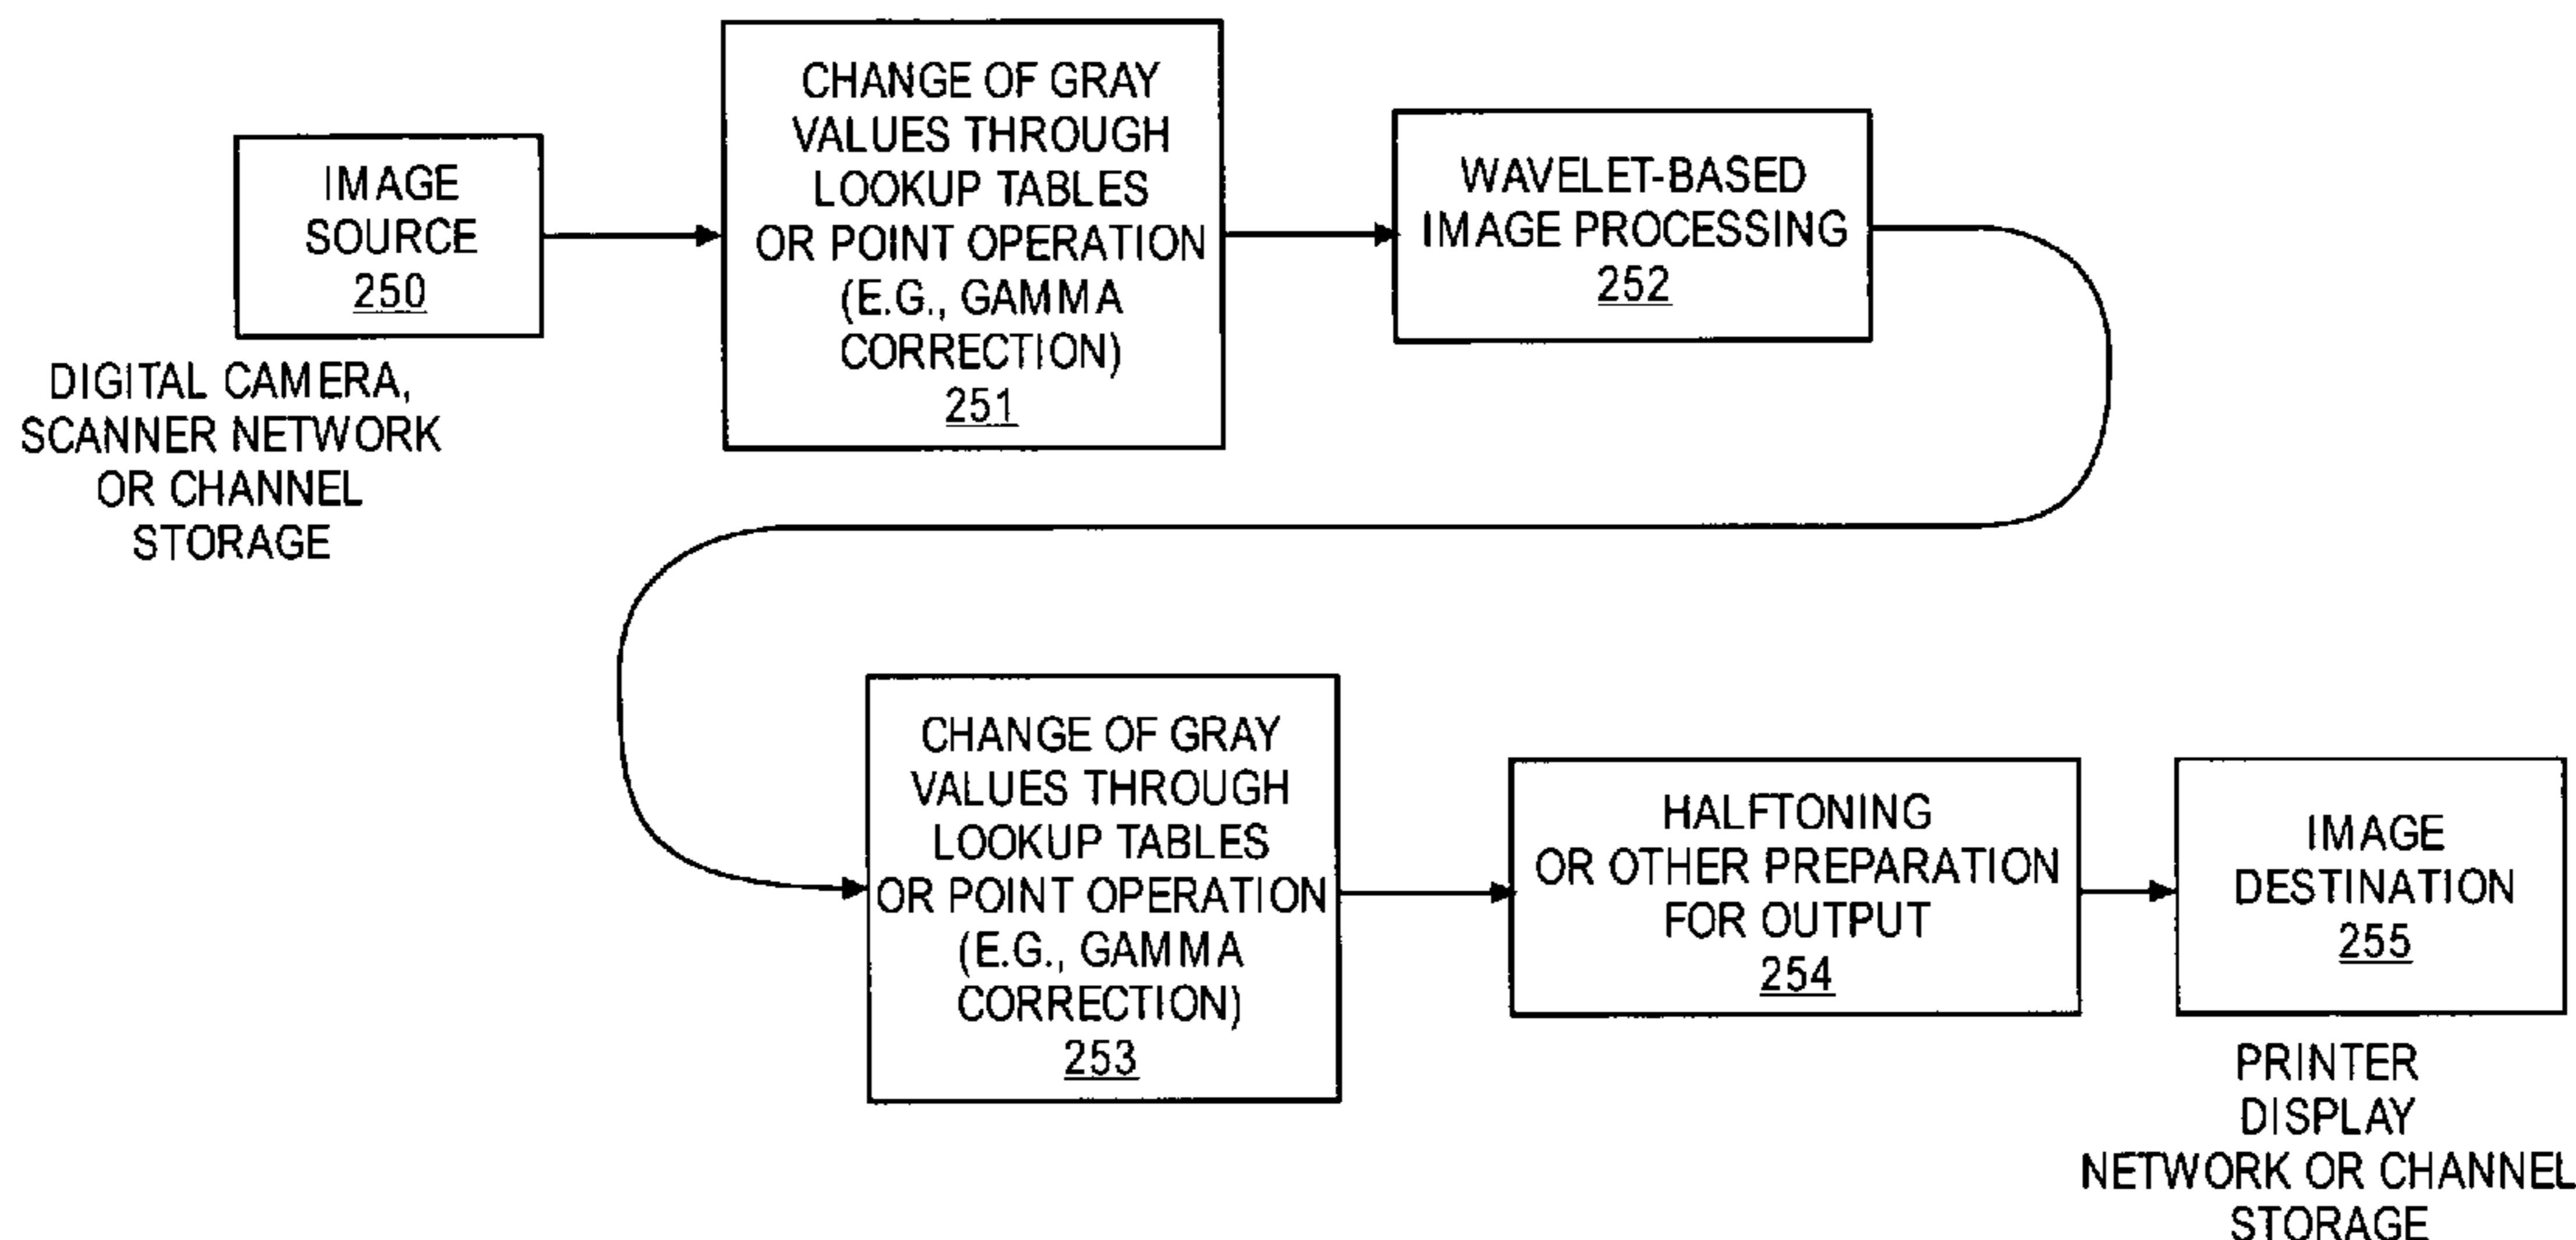 IMAGE
SOURCE
250
DIGITAL CAMERA,
SCANNER NETWORK
OR CHANNEL
STORAGE
CHANGE OF GRAY
VALUES THROUGH
LOOKUP TABLES
OR POINT OPERATION
(E.G., GAMMA
CORRECTION)
251
WAVELET-BASED
IMAGE PROCESSING
252
CHANGE OF GRAY
VALUES THROUGH
LOOKUP TABLES
OR POINT OPERATION
(E.G., GAMMA
CORRECTION)
253
HALFTONING
OR OTHER PREPARATION
FOR OUTPUT
254
IMAGE
DESTINATION
255
PRINTER
DISPLAY
NETWORK OR CHANNEL
STORAGE